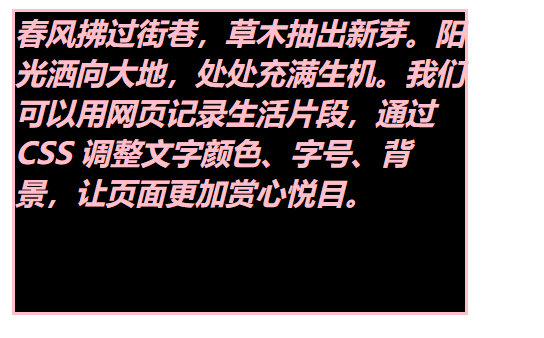 春风拂过街巷，草木抽出新芽。阳
光洒向大地，处处充满生机。我们
可以用网页记录生活片段，通过
CSS 调整文字颜色、字号、背
景，让页面更加赏心悦目。